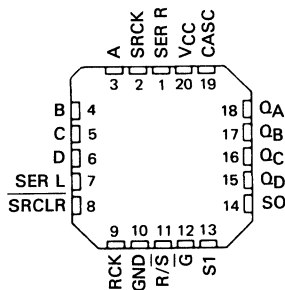 A
SRCK
SER R
VCC
CASC
3 2 1 20 19
B 4
C 5
D 6
SER L 7
SRCLR 8
18 QA
17 QB
16 QC
15 QD
14 SO
9 10 11 12 13
RCK
GND
R/S
G
S1